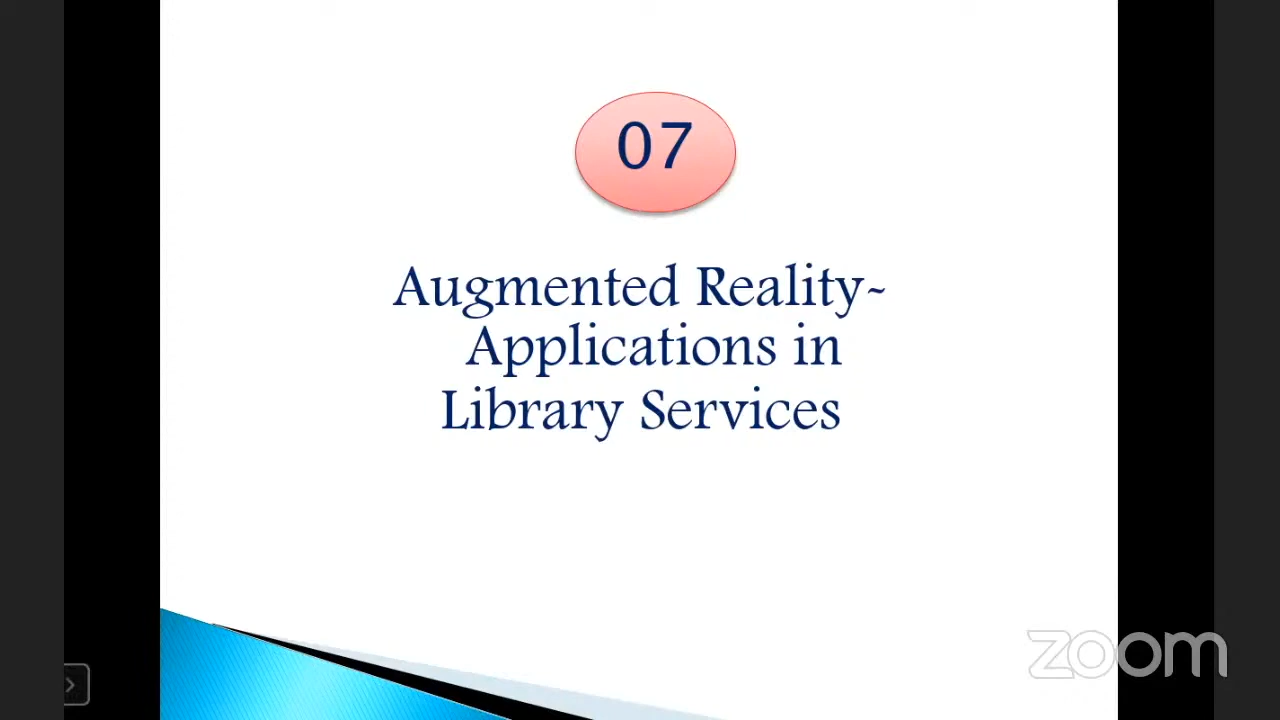 07
Augmented Reality-
Applications in
Library Services
zoom